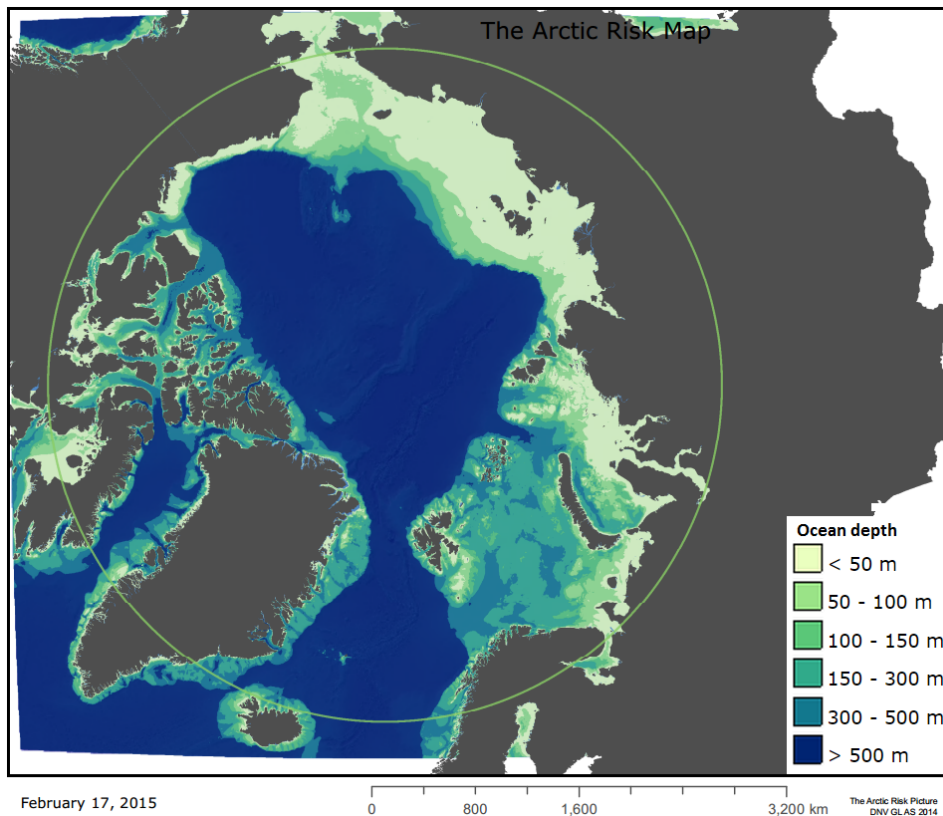 The Arctic Risk Map
Ocean depth
< 50 m
50 - 100 m
100 - 150 m
150 - 300 m
300 - 500 m
> 500 m
February 17, 2015
0 800 1,600 3,200 km
The Arctic Risk Picture
DNV GL AS 2014